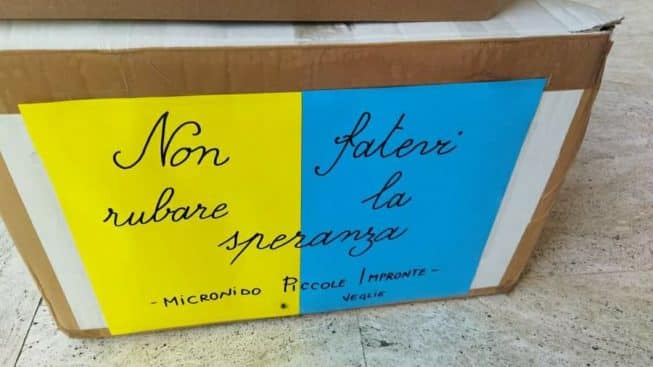 Non fatevi
rubare la
speranza
- MICRONIDO PICCOLE IMPRONTE -
VEGLIE